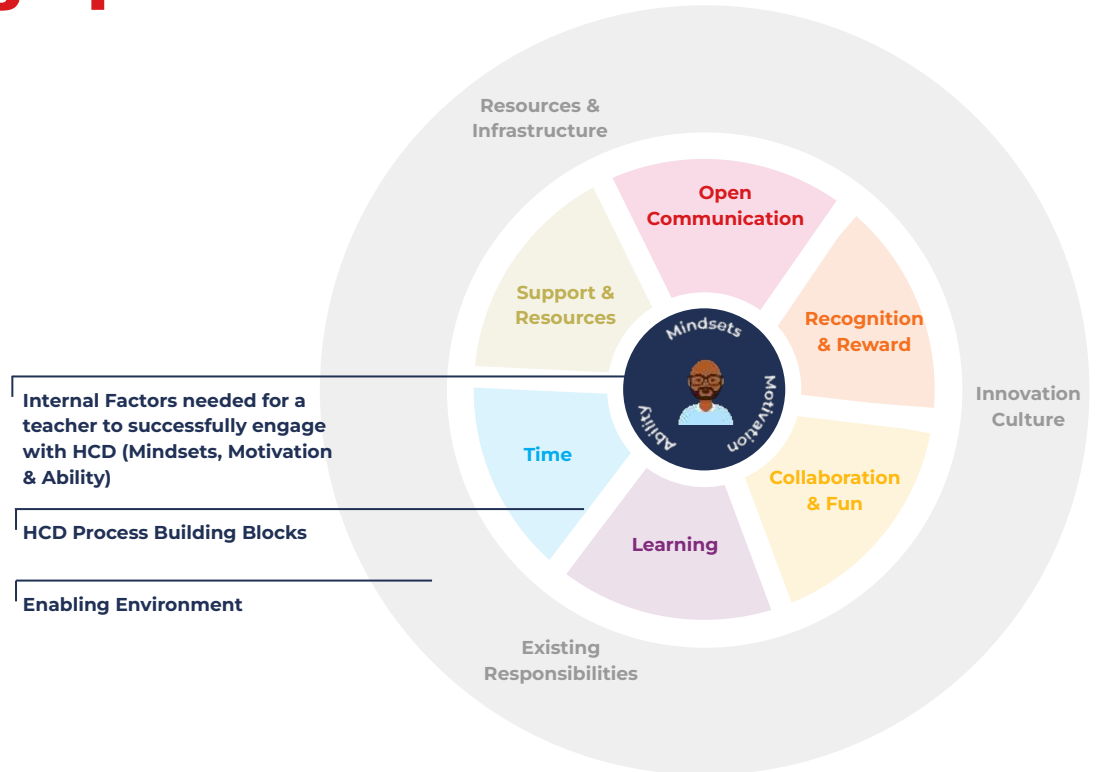 Resources &
Infrastructure
Open
Communication
Support &
Resources
Recognition
& Reward
Mindsets
Motivation
Ability
Innovation
Culture
Internal Factors needed for a
teacher to successfully engage
with HCD (Mindsets, Motivation
& Ability)
Time
Collaboration
& Fun
HCD Process Building Blocks
Learning
Enabling Environment
Existing
Responsibilities